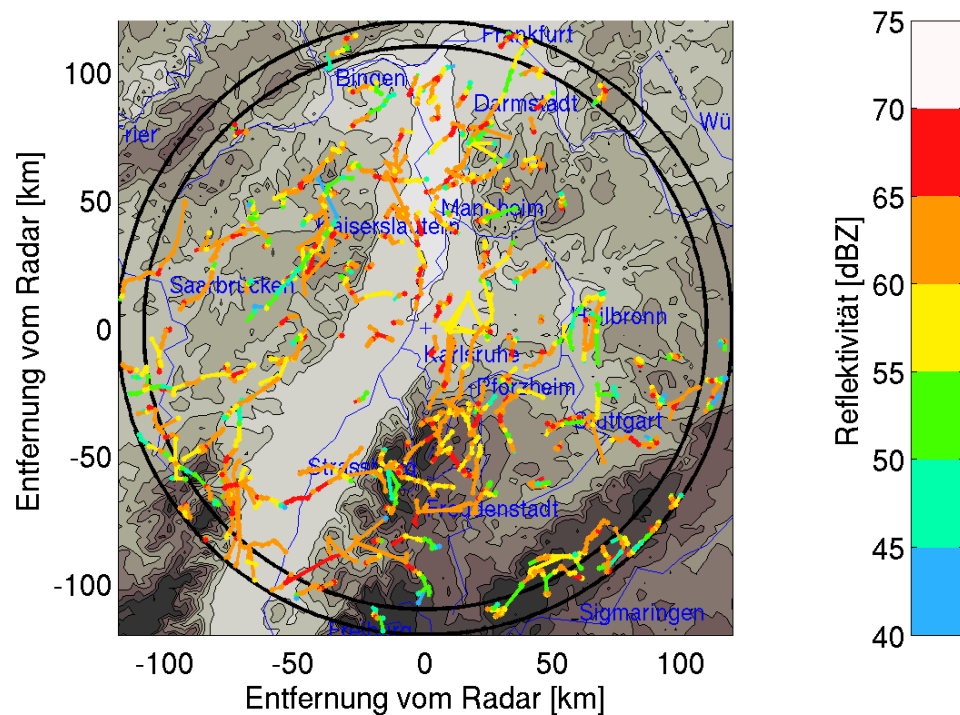 75
70
65
60
55
50
45
40
Reflektivität [dBZ]
100
50
0
-50
-100
Entfernung vom Radar [km]
Frankfurt
Bingen
Darmstadt
Wü
rier
Mannheim
Kaiserslautern
Saarbrücken
Heilbronn
Karlsruhe
Pforzheim
Stuttgart
Freudenstadt
Sigmaringen
Freiburg
-100
-50
0
50
100
Entfernung vom Radar [km]